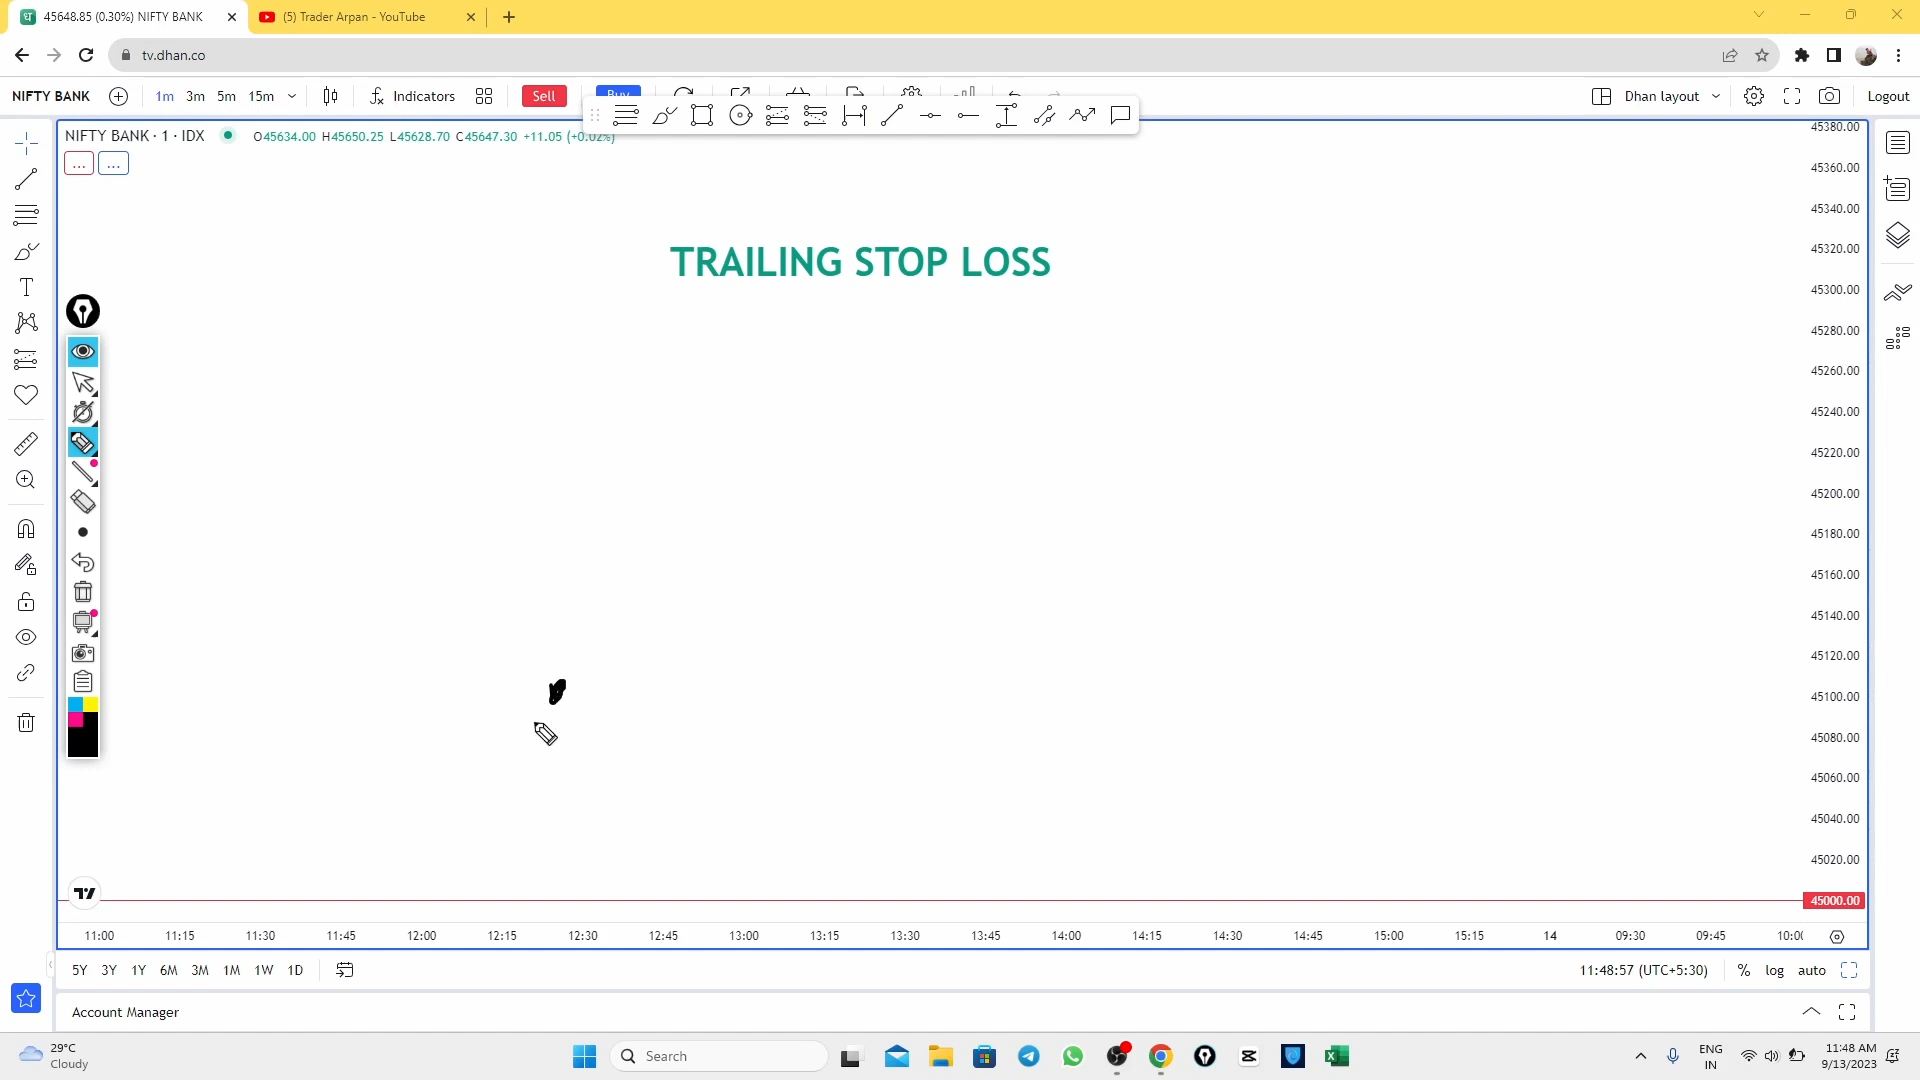 45648.85 (0.30%) NIFTY BANK
(5) Trader Arpan - YouTube
tv.dhan.co
NIFTY BANK 1m 3m 5m 15m Indicators Sell Buy Dhan layout Logout
NIFTY BANK · 1 · IDX O45634.00 H45650.25 L45628.70 C45647.30 +11.05 (+0.02%)
... ...
TRAILING STOP LOSS
45380.00
45360.00
45340.00
45320.00
45300.00
45280.00
45260.00
45240.00
45220.00
45200.00
45180.00
45160.00
45140.00
45120.00
45100.00
45080.00
45060.00
45040.00
45020.00
45000.00
11:00 11:15 11:30 11:45 12:00 12:15 12:30 12:45 13:00 13:15 13:30 13:45 14:00 14:15 14:30 14:45 15:00 15:15 14 09:30 09:45 10:00
5Y 3Y 1Y 6M 3M 1M 1W 1D 11:48:57 (UTC+5:30) % log auto
Account Manager
29°C
Cloudy
Search
ENG
IN
11:48 AM
9/13/2023